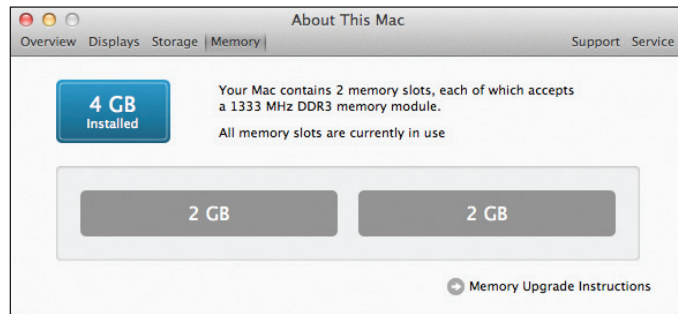 About This Mac
Overview Displays Storage Memory Support Service
4 GB
Installed
Your Mac contains 2 memory slots, each of which accepts
a 1333 MHz DDR3 memory module.
All memory slots are currently in use
2 GB 2 GB
Memory Upgrade Instructions